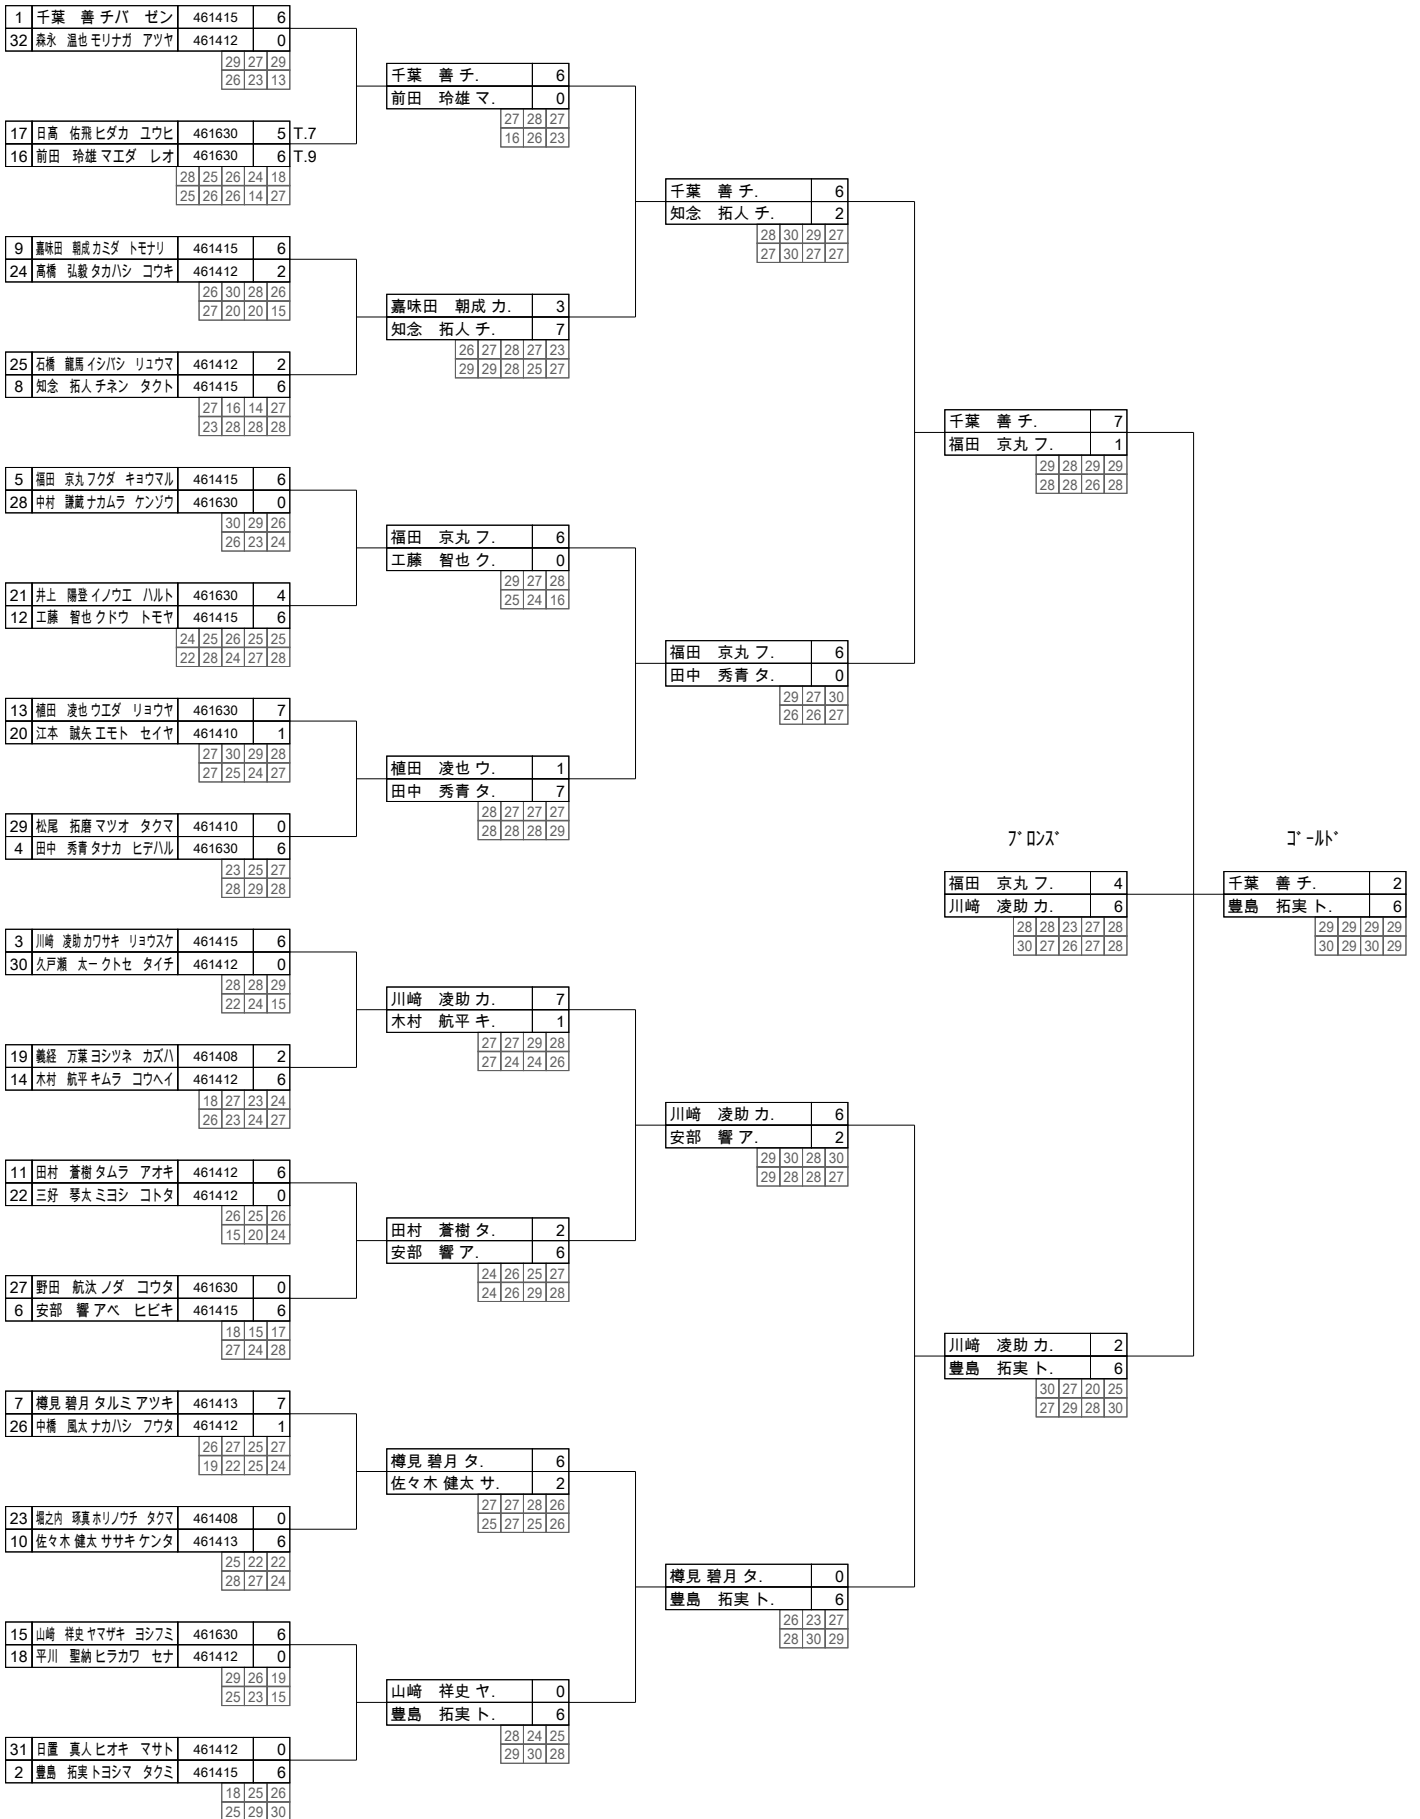 1 千葉　善 チバ　ゼン 461415 6
32 森永　温也 モリナガ　アツヤ 461412 0
29 27 29
26 23 13
17 日高　佑飛 ヒダカ　ユウヒ 461630 5 T.7
16 前田　玲雄 マエダ　レオ 461630 6 T.9
28 25 26 24 18
25 26 26 14 27
9 嘉味田　朝成 カミダ　トモナリ 461415 6
24 高橋　弘毅 タカハシ　コウキ 461412 2
26 30 28 26
27 20 20 15
25 石橋　龍馬 イシバシ　リュウマ 461412 2
8 知念　拓人 チネン　タクト 461415 6
27 16 14 27
23 28 28 28
5 福田　京丸 フクダ　キョウマル 461415 6
28 中村　謙蔵 ナカムラ　ケンゾウ 461630 0
30 29 26
26 23 24
21 井上　陽登 イノウエ　ハルト 461630 4
12 工藤　智也 クドウ　トモヤ 461415 6
24 25 26 25 25
22 28 24 27 28
13 植田　凌也 ウエダ　リョウヤ 461630 7
20 江本　誠矢 エモト　セイヤ 461410 1
27 30 29 28
27 25 24 27
29 松尾　拓磨 マツオ　タクマ 461410 0
4 田中　秀青 タナカ　ヒデハル 461630 6
23 25 27
28 29 28
3 川﨑　凌助 カワサキ　リョウスケ 461415 6
30 久戸瀬　太一 クトセ　タイチ 461412 0
28 28 29
22 24 15
19 義経　万葉 ヨシツネ　カズハ 461408 2
14 木村　航平 キムラ　コウヘイ 461412 6
18 27 23 24
26 23 24 27
11 田村　蒼樹 タムラ　アオキ 461412 6
22 三好　琴太 ミヨシ　コトタ 461412 0
26 25 26
15 20 24
27 野田　航汰 ノダ　コウタ 461630 0
6 安部　響 アベ　ヒビキ 461415 6
18 15 17
27 24 28
7 樽見 碧月 タルミ アツキ 461413 7
26 中橋　風太 ナカハシ　フウタ 461412 1
26 27 25 27
19 22 25 24
23 堀之内　琢真 ホリノウチ　タクマ 461408 0
10 佐々木 健太 ササキ ケンタ 461413 6
25 22 22
28 27 24
15 山﨑　祥史 ヤマザキ　ヨシフミ 461630 6
18 平川　聖納 ヒラカワ　セナ 461412 0
29 26 19
25 23 15
31 日置　真人 ヒオキ　マサト 461412 0
2 豊島　拓実 トヨシマ　タクミ 461415 6
18 25 26
25 29 30
千葉　善 チ. 6
前田　玲雄 マ. 0
27 28 27
16 26 23
嘉味田　朝成 カ. 3
知念　拓人 チ. 7
26 27 28 27 23
29 29 28 25 27
福田　京丸 フ. 6
工藤　智也 ク. 0
29 27 28
25 24 16
植田　凌也 ウ. 1
田中　秀青 タ. 7
28 27 27 27
28 28 28 29
川﨑　凌助 カ. 7
木村　航平 キ. 1
27 27 29 28
27 24 24 26
田村　蒼樹 タ. 2
安部　響 ア. 6
24 26 25 27
24 26 29 28
樽見 碧月 タ. 6
佐々木 健太 サ. 2
27 27 28 26
25 27 25 26
山﨑　祥史 ヤ. 0
豊島　拓実 ト. 6
28 24 25
29 30 28
千葉　善 チ. 6
知念　拓人 チ. 2
28 30 29 27
27 30 27 27
福田　京丸 フ. 6
田中　秀青 タ. 0
29 27 30
26 26 27
川﨑　凌助 カ. 6
安部　響 ア. 2
29 30 28 30
29 28 28 27
樽見 碧月 タ. 0
豊島　拓実 ト. 6
26 23 27
28 30 29
千葉　善 チ. 7
福田　京丸 フ. 1
29 28 29 29
28 28 26 28
川﨑　凌助 カ. 2
豊島　拓実 ト. 6
30 27 20 25
27 29 28 30
ﾌﾞﾛﾝｽﾞ
福田　京丸 フ. 4
川﨑　凌助 カ. 6
28 28 23 27 28
30 27 26 27 28
ｺﾞｰﾙﾄﾞ
千葉　善 チ. 2
豊島　拓実 ト. 6
29 29 29 29
30 29 30 29